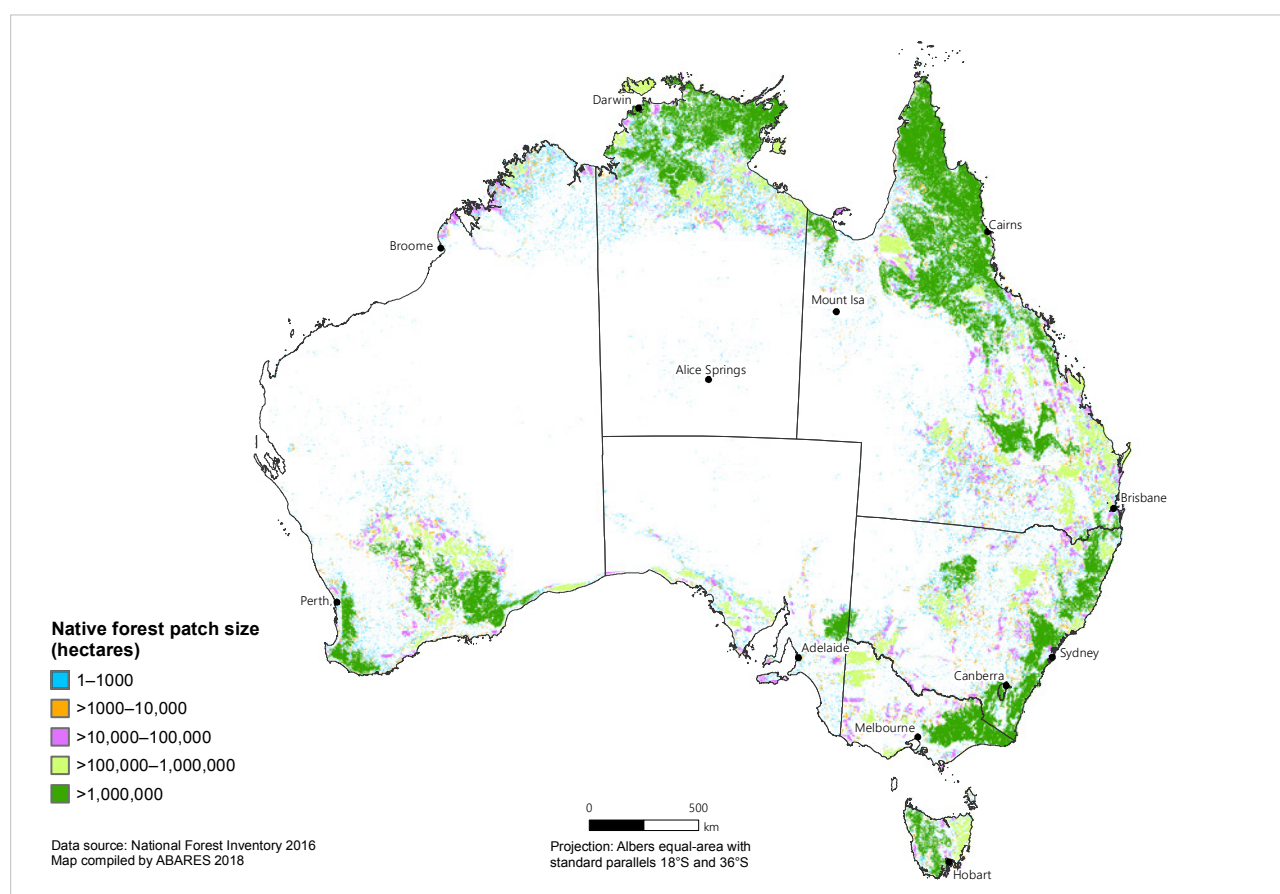 Darwin
Cairns
Broome
Mount Isa
Alice Springs
Brisbane
Perth
Adelaide
Sydney
Canberra
Melbourne
Hobart
Native forest patch size
(hectares)
1–1000
>1000–10,000
>10,000–100,000
>100,000–1,000,000
>1,000,000
0 500
km
Projection: Albers equal-area with
standard parallels 18°S and 36°S
Data source: National Forest Inventory 2016
Map compiled by ABARES 2018